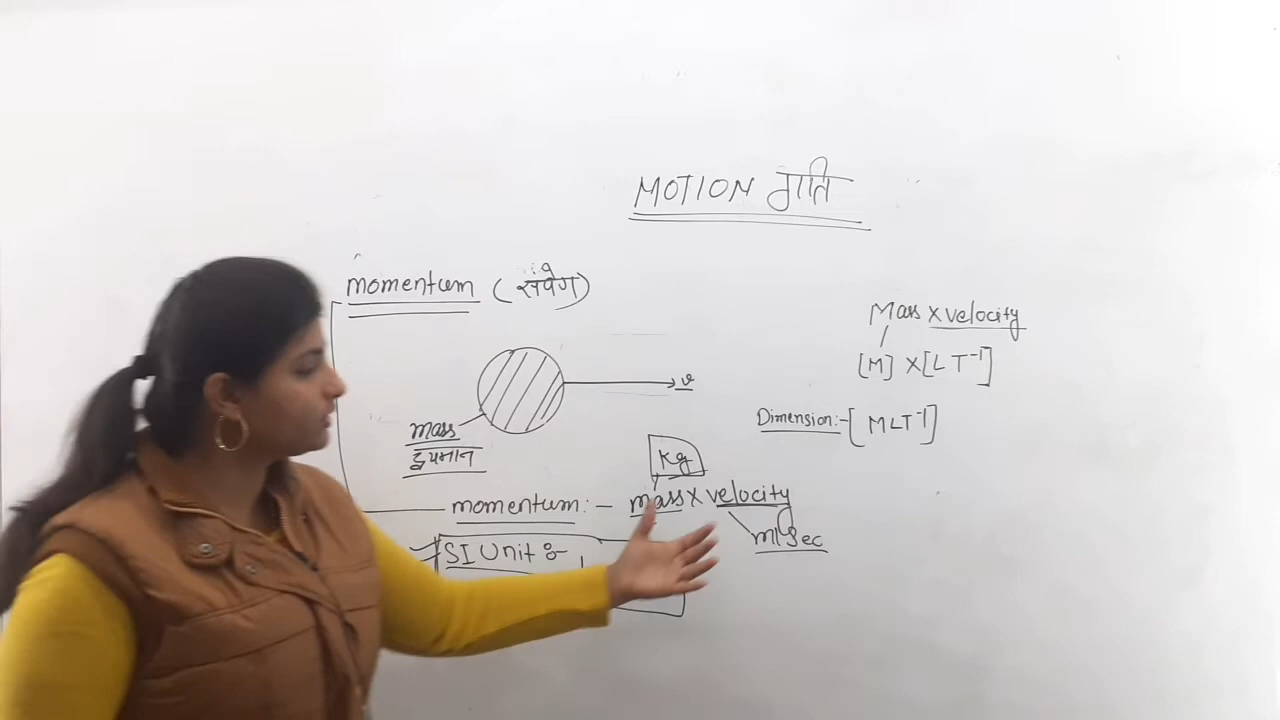 MOTION गति
momentum (संवेग)
v
mass
द्रव्यमान
Kg
momentum :- mass x velocity
m/Sec
SI Unit :-
Mass x velocity
[M] x [L T⁻¹]
Dimension:- [MLT⁻¹]